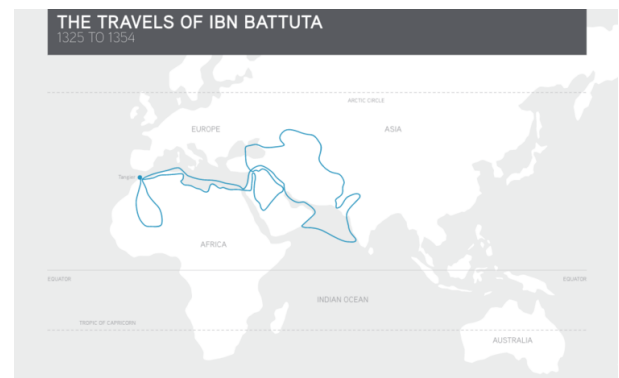 THE TRAVELS OF IBN BATTUTA
1325 TO 1354
ARCTIC CIRCLE
EUROPE
ASIA
Tangier
AFRICA
EQUATOR
EQUATOR
INDIAN OCEAN
TROPIC OF CAPRICORN
AUSTRALIA